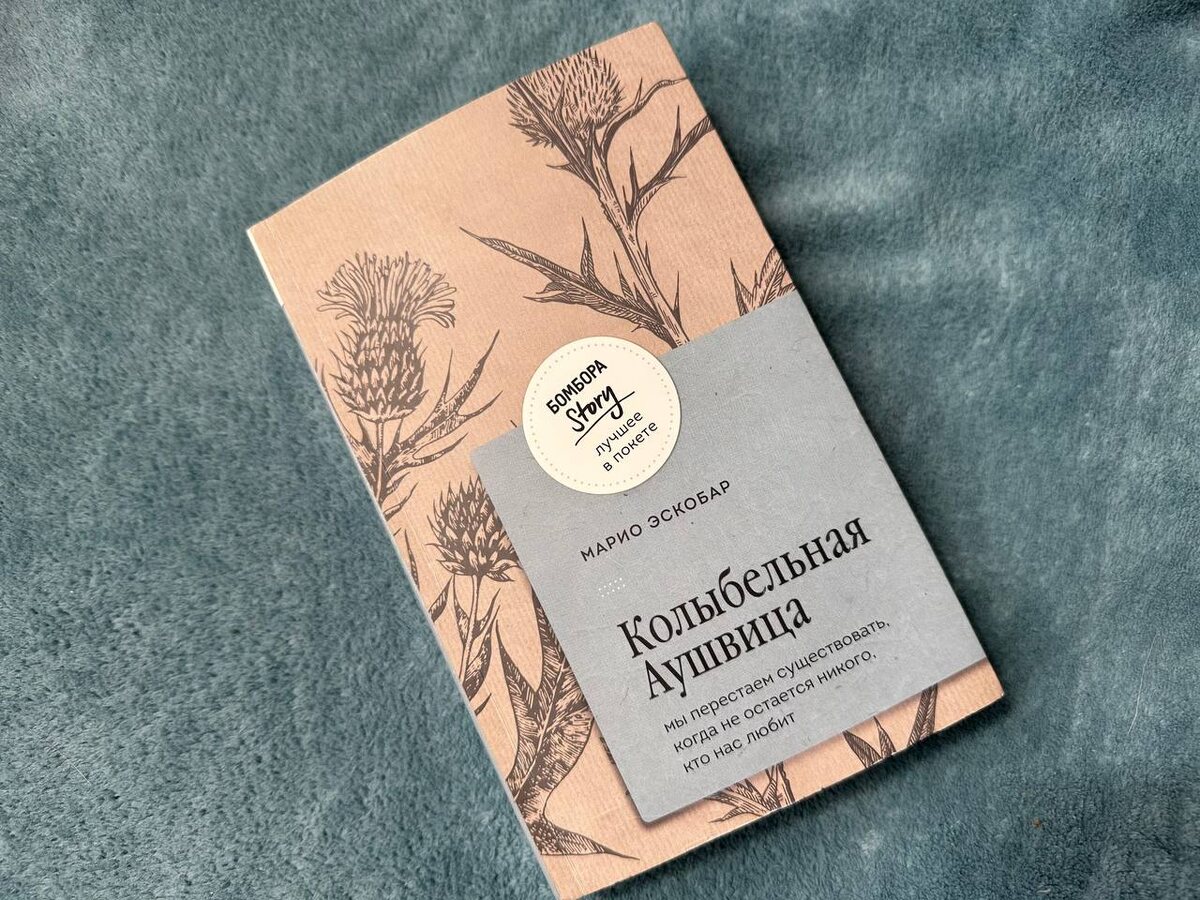 БОМБОРА
Story
лучшее
в покете
МАРИО ЭСКОБАР
Колыбельная
Аушвица
мы перестаем существовать,
когда не остается никого,
кто нас любит